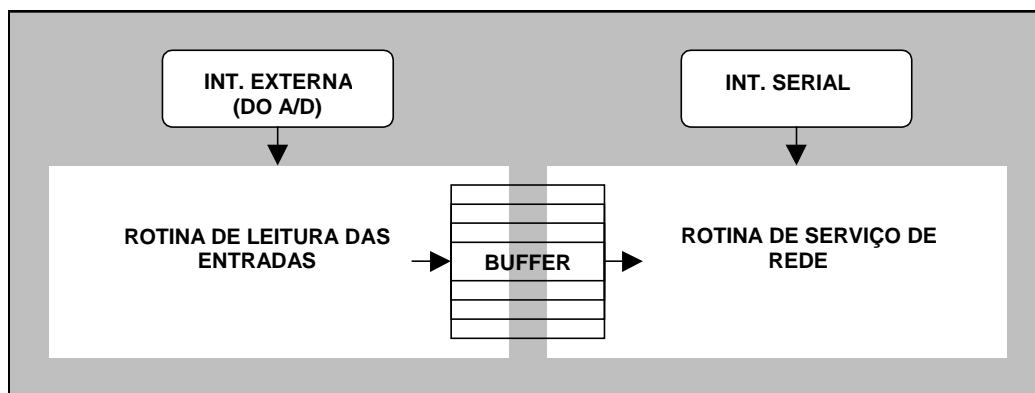 INT. EXTERNA
(DO A/D)
INT. SERIAL
ROTINA DE LEITURA DAS
ENTRADAS
BUFFER
ROTINA DE SERVIÇO DE
REDE